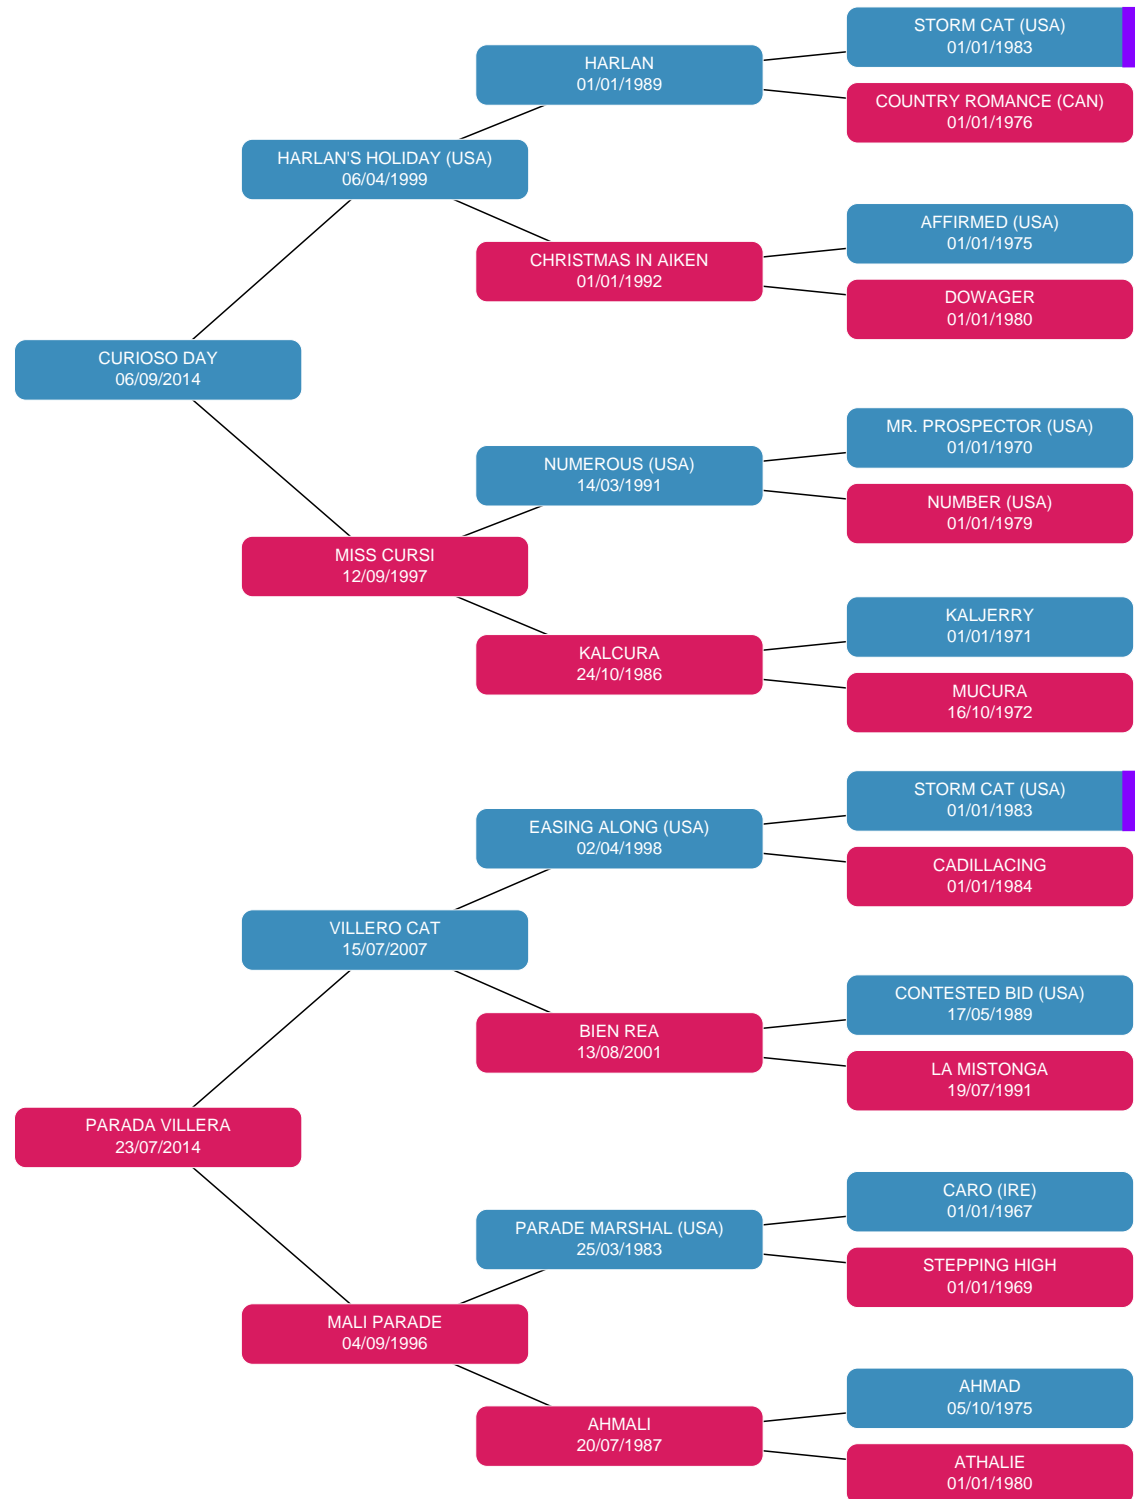 STORM CAT (USA)
01/01/1983
HARLAN
01/01/1989
COUNTRY ROMANCE (CAN)
01/01/1976
HARLAN'S HOLIDAY (USA)
06/04/1999
AFFIRMED (USA)
01/01/1975
CHRISTMAS IN AIKEN
01/01/1992
DOWAGER
01/01/1980
CURIOSO DAY
06/09/2014
MR. PROSPECTOR (USA)
01/01/1970
NUMEROUS (USA)
14/03/1991
NUMBER (USA)
01/01/1979
MISS CURSI
12/09/1997
KALJERRY
01/01/1971
KALCURA
24/10/1986
MUCURA
16/10/1972
STORM CAT (USA)
01/01/1983
EASING ALONG (USA)
02/04/1998
CADILLACING
01/01/1984
VILLERO CAT
15/07/2007
CONTESTED BID (USA)
17/05/1989
BIEN REA
13/08/2001
LA MISTONGA
19/07/1991
PARADA VILLERA
23/07/2014
CARO (IRE)
01/01/1967
PARADE MARSHAL (USA)
25/03/1983
STEPPING HIGH
01/01/1969
MALI PARADE
04/09/1996
AHMAD
05/10/1975
AHMALI
20/07/1987
ATHALIE
01/01/1980